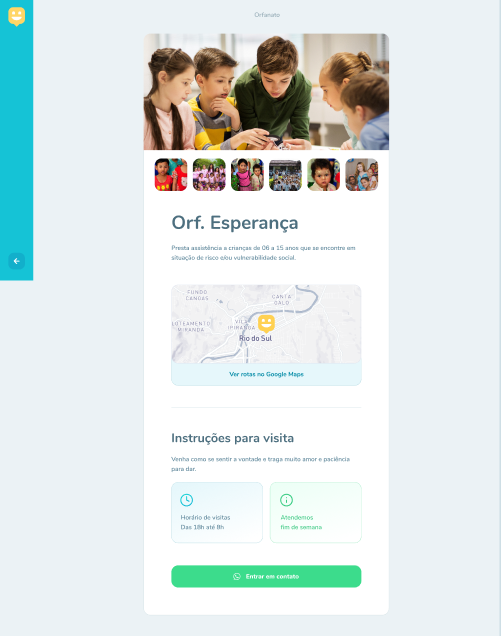 Orfanato
Orf. Esperança
Presta assistência a crianças de 06 a 15 anos que se encontre em
situação de risco e/ou vulnerabilidade social.
FUNDO
CANOAS
CANTA
GALO
LOTEAMENTO
MIRANDA
VILA
IPIRANGA
Rio do Sul
Ver rotas no Google Maps
Instruções para visita
Venha como se sentir a vontade e traga muito amor e paciência
para dar.
Horário de visitas
Das 18h até 8h
Atendemos
fim de semana
Entrar em contato